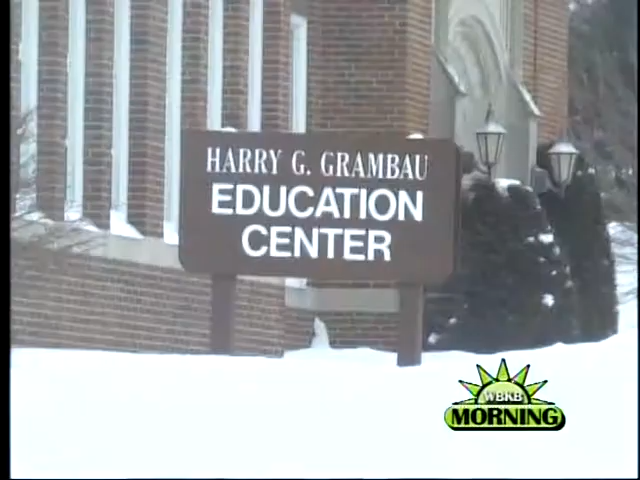 HARRY G. GRAMBAU
EDUCATION
CENTER
WBKB
MORNING